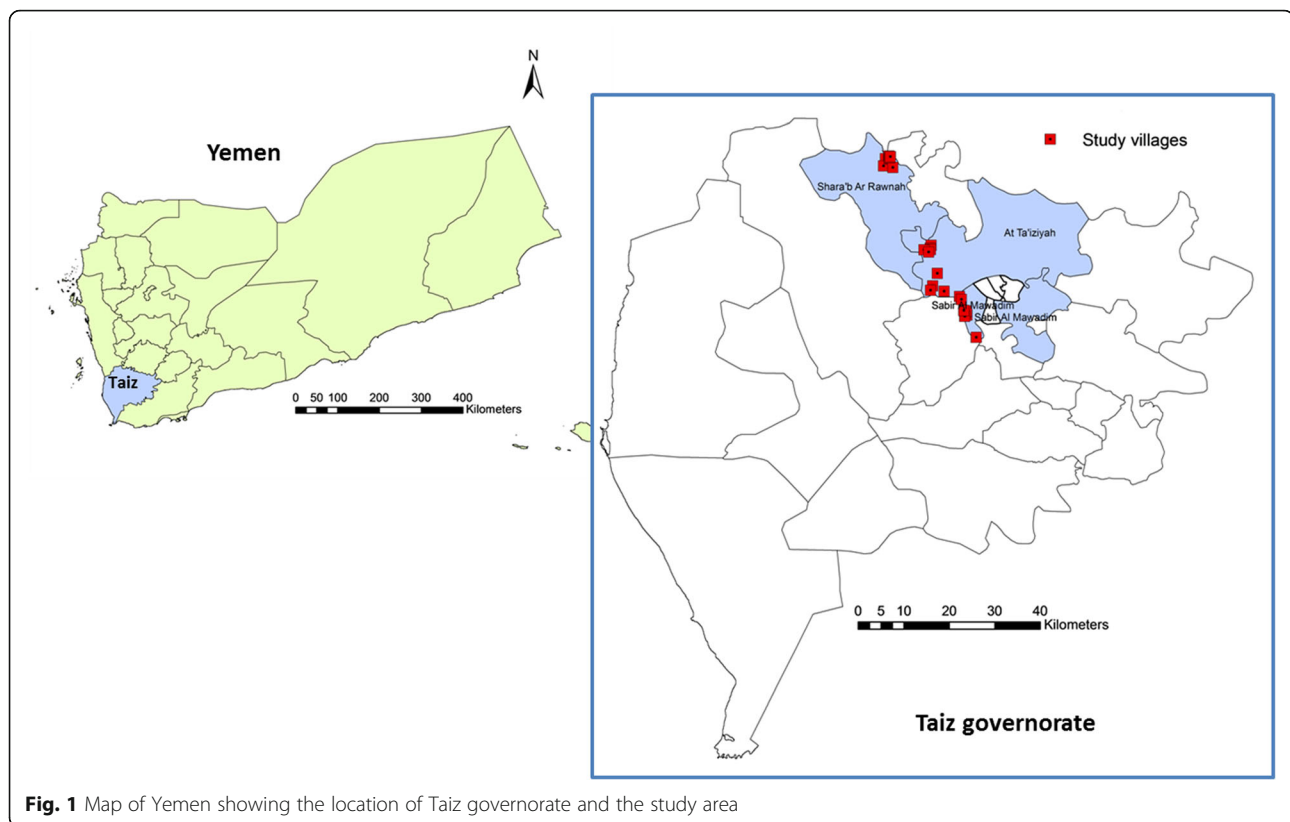 N
Yemen
Taiz
0 50 100 200 300 400
Kilometers
Study villages
Shara'b Ar Rawnah
At Ta'iziyah
Sabir Al Mawadim
Sabir Al Mawadim
0 5 10 20 30 40
Kilometers
Taiz governorate
Fig. 1 Map of Yemen showing the location of Taiz governorate and the study area